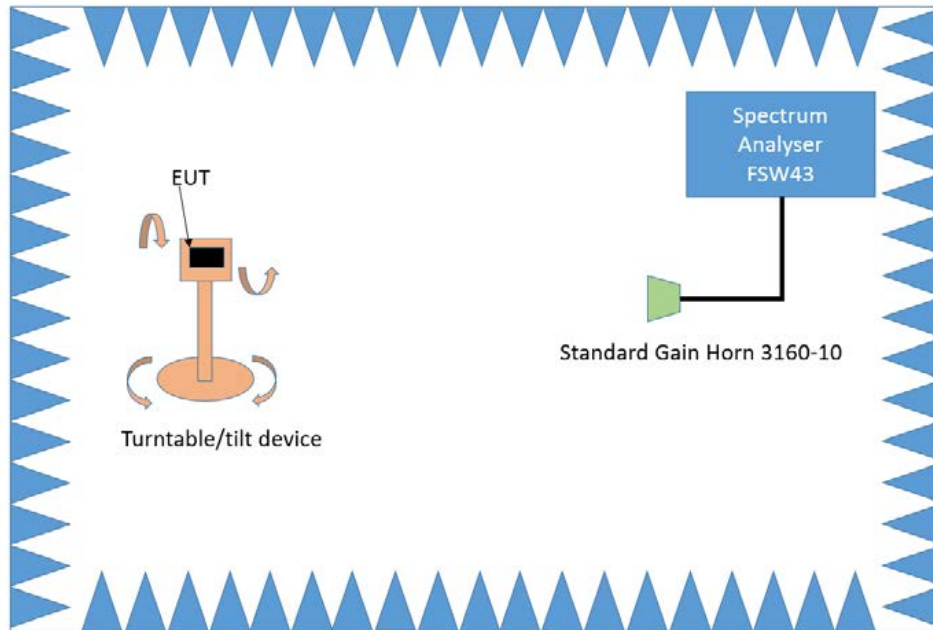 Spectrum
Analyser
FSW43
EUT
Standard Gain Horn 3160-10
Turntable/tilt device